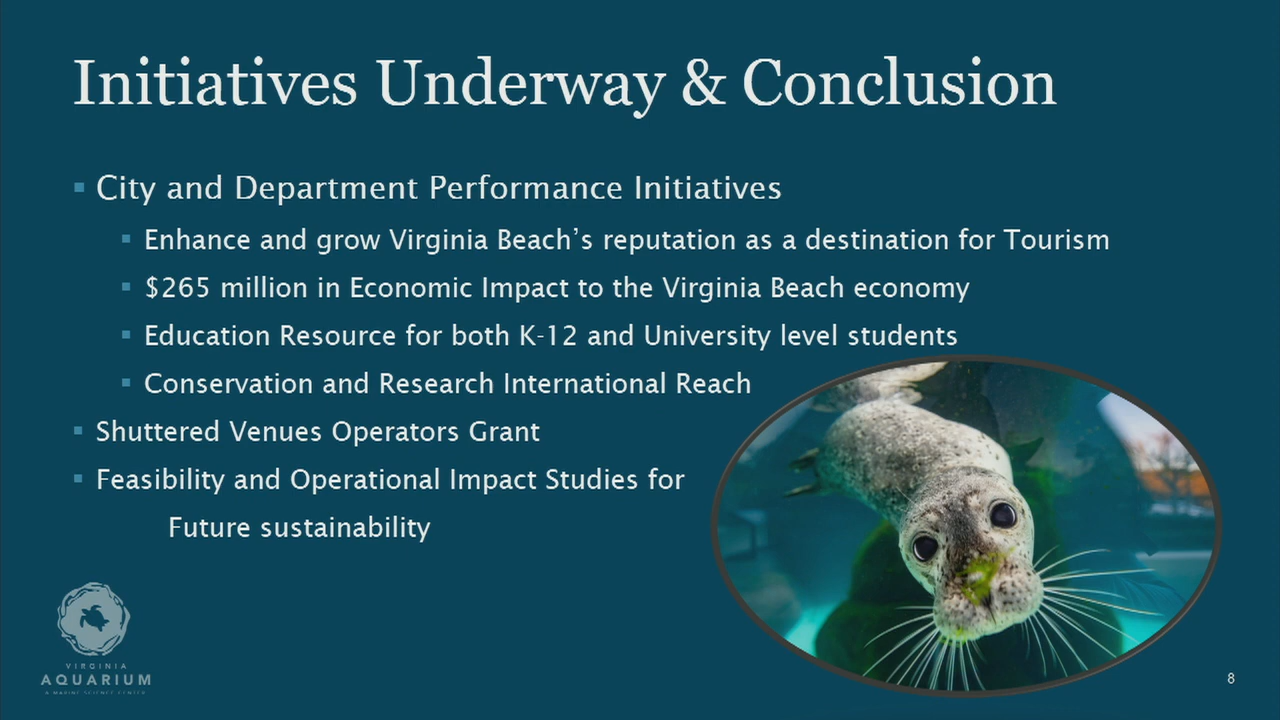 Initiatives Underway & Conclusion
City and Department Performance Initiatives
Enhance and grow Virginia Beach’s reputation as a destination for Tourism
$265 million in Economic Impact to the Virginia Beach economy
Education Resource for both K-12 and University level students
Conservation and Research International Reach
Shuttered Venues Operators Grant
Feasibility and Operational Impact Studies for
Future sustainability
VIRGINIA
AQUARIUM
A MARINE SCIENCE CENTER
8